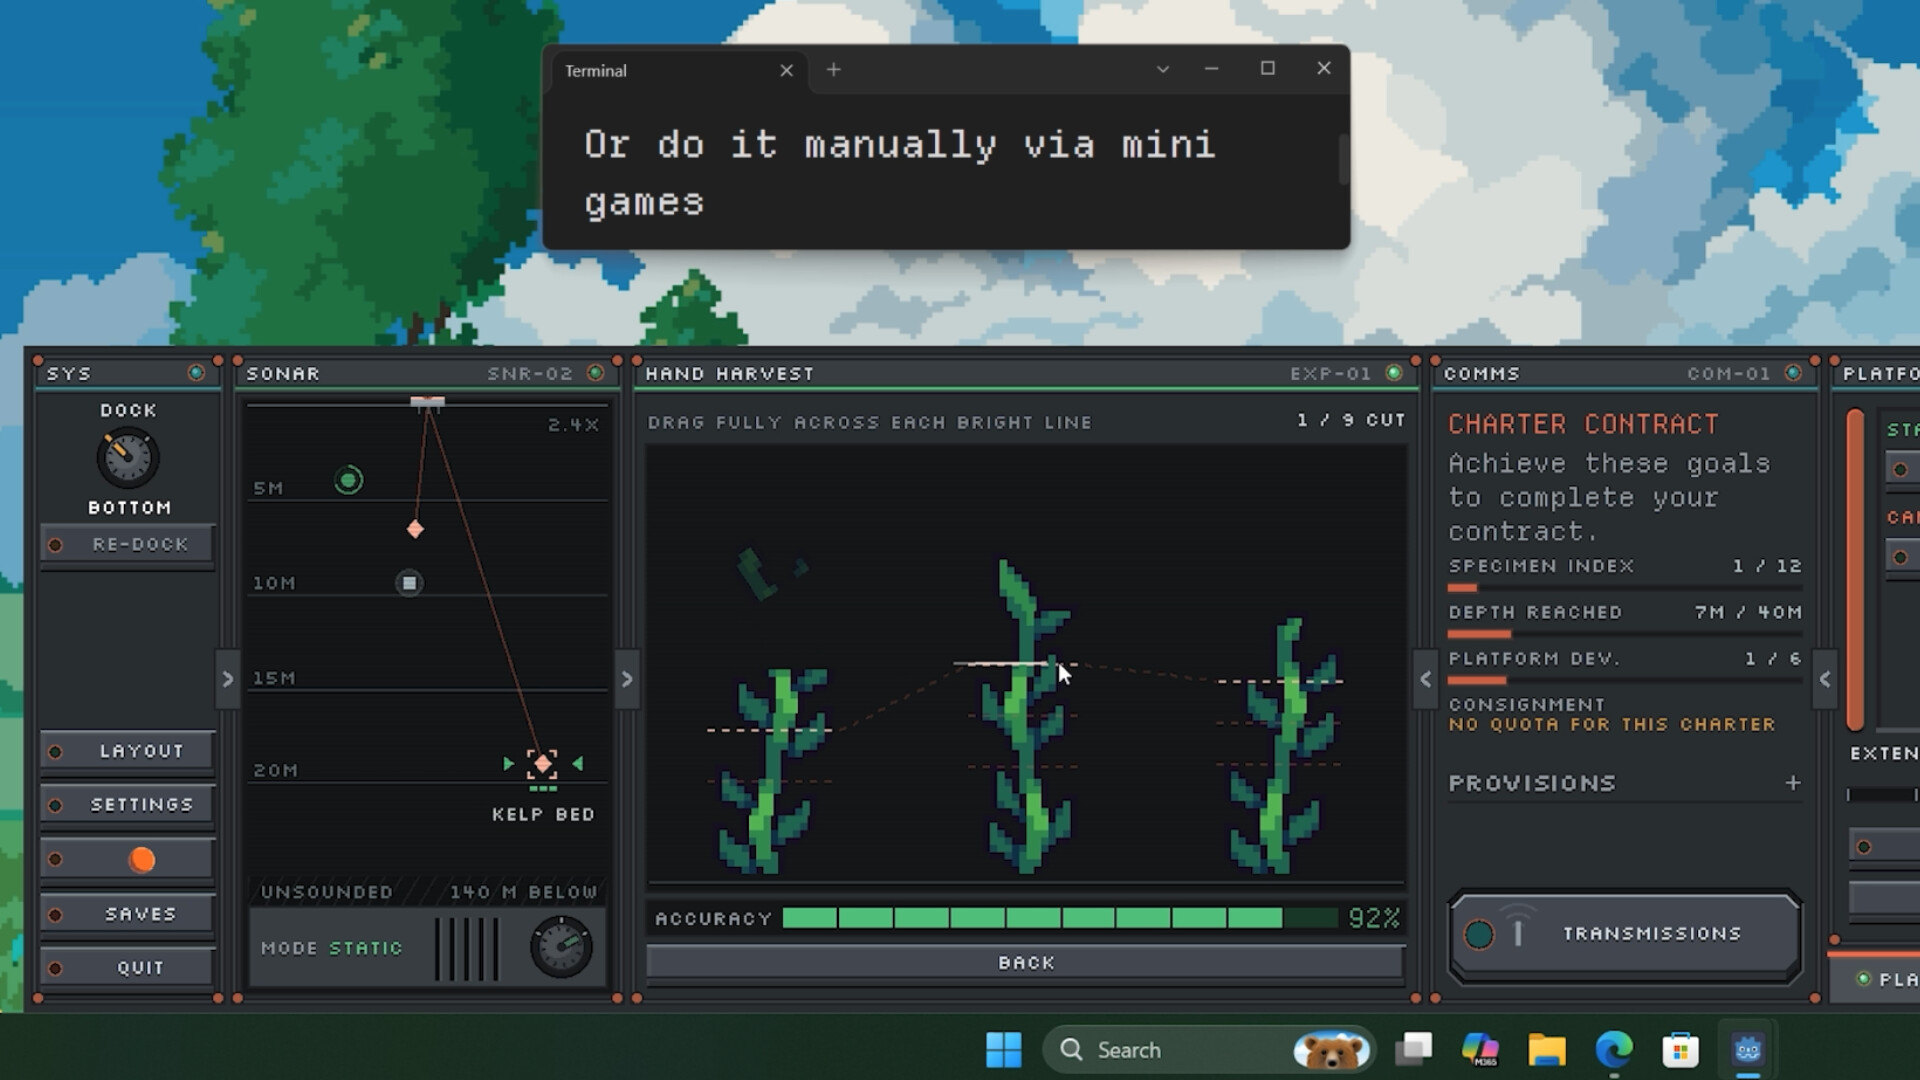 Terminal
Or do it manually via mini
games
SYS
DOCK
BOTTOM
RE-DOCK
LAYOUT
SETTINGS
SAVES
QUIT
SONAR SNR-02
2.4X
5M
10M
15M
20M
KELP BED
UNSOUNDED 140 M BELOW
MODE STATIC
HAND HARVEST EXP-01
DRAG FULLY ACROSS EACH BRIGHT LINE 1 / 9 CUT
ACCURACY 92%
BACK
COMMS COM-01
CHARTER CONTRACT
Achieve these goals
to complete your
contract.
SPECIMEN INDEX 1 / 12
DEPTH REACHED 7M / 40M
PLATFORM DEV. 1 / 6
CONSIGNMENT
NO QUOTA FOR THIS CHARTER
PROVISIONS +
TRANSMISSIONS
PLATFO
STA
CAN
EXTEN
PLA
Search
M365